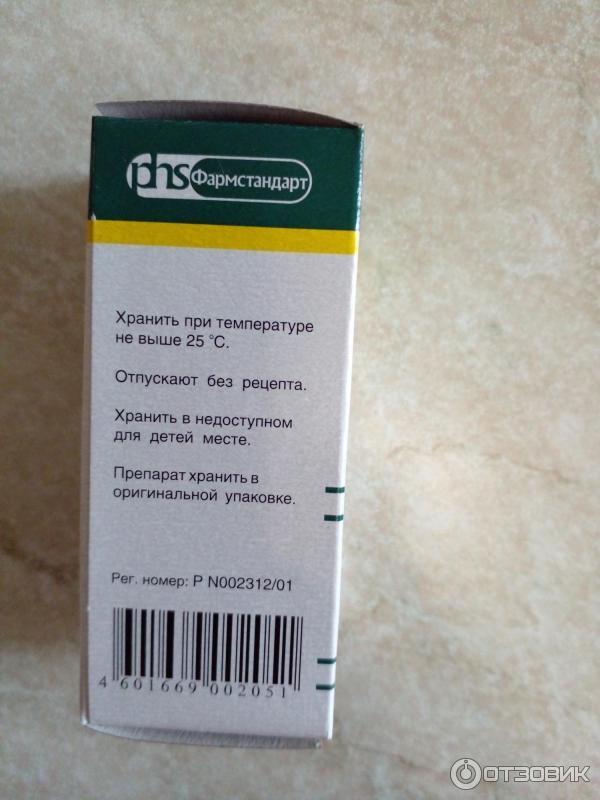 phs Фармстандарт
Хранить при температуре
не выше 25 °С.
Отпускают без рецепта.
Хранить в недоступном
для детей месте.
Препарат хранить в
оригинальной упаковке.
Рег. номер: Р N002312/01
4 601669 002051
ОТЗОВИК